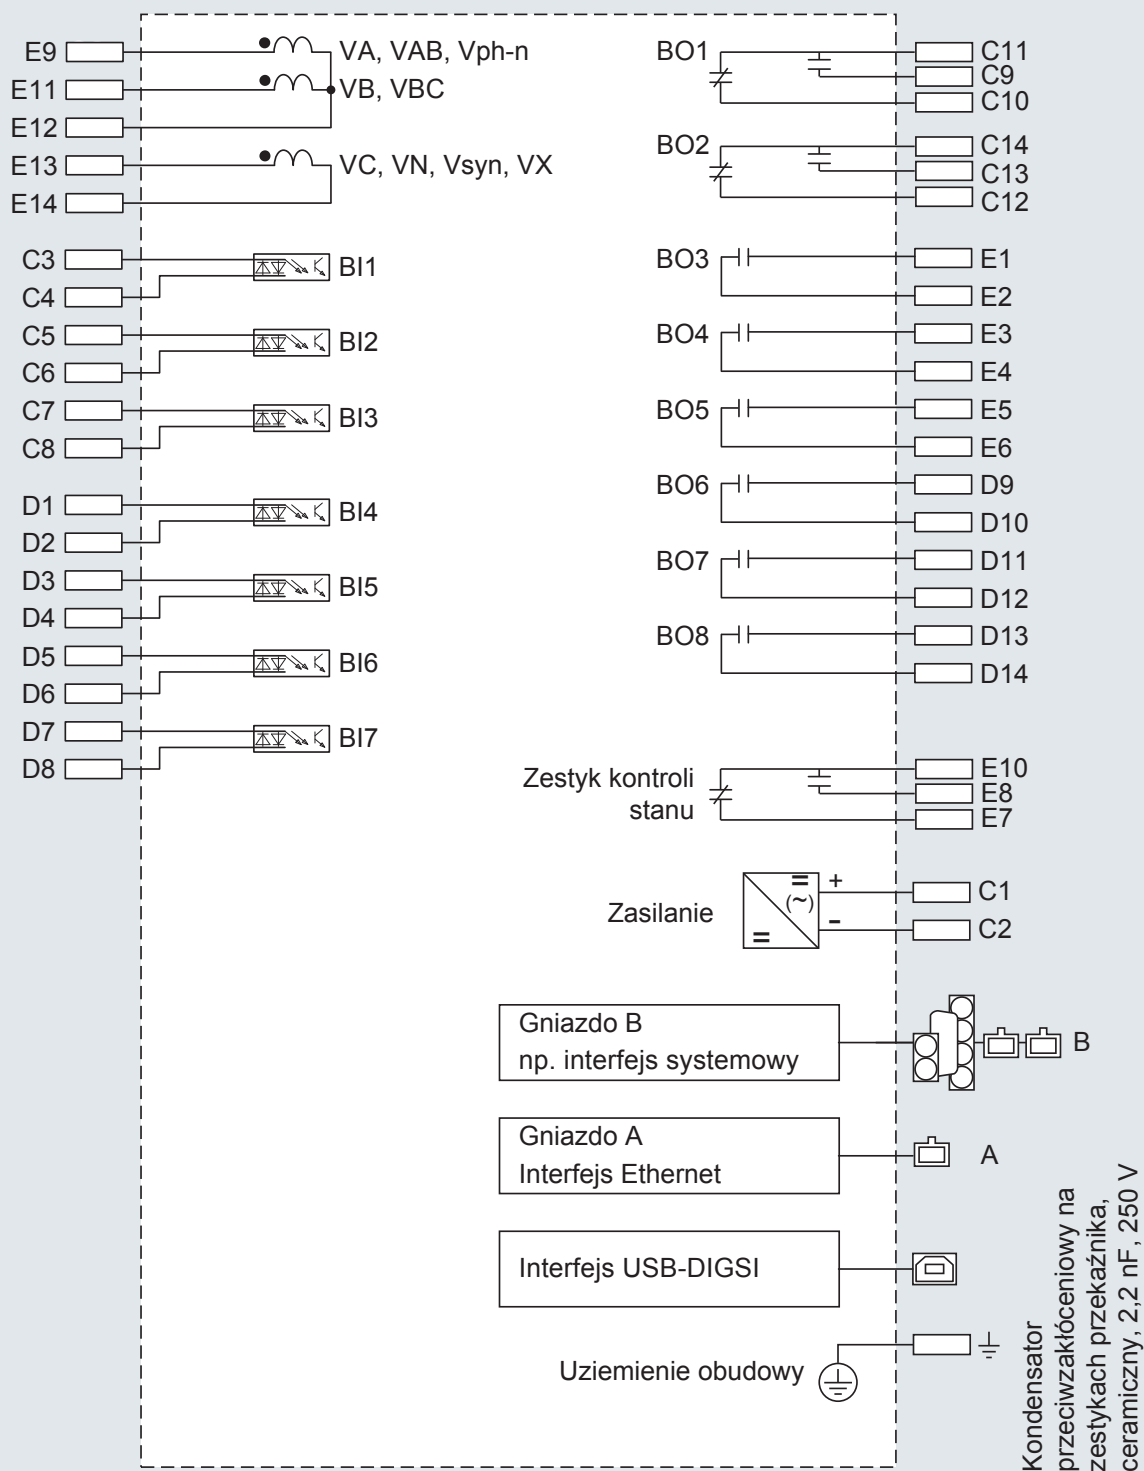 E9
VA, VAB, Vph-n
E11
VB, VBC
E12
E13
VC, VN, Vsyn, VX
E14
C3
BI1
C4
C5
BI2
C6
C7
BI3
C8
D1
BI4
D2
D3
BI5
D4
D5
BI6
D6
D7
BI7
D8
BO1
C11
C9
C10
BO2
C14
C13
C12
BO3
E1
E2
BO4
E3
E4
BO5
E5
E6
BO6
D9
D10
BO7
D11
D12
BO8
D13
D14
Zestyk kontroli
stanu
E10
E8
E7
Zasilanie
=
(~)
=
+
-
C1
C2
Gniazdo B
np. interfejs systemowy
B
Gniazdo A
Interfejs Ethernet
A
Interfejs USB-DIGSI
Uziemienie obudowy
Kondensator
przeciwzakłóceniowy na
zestykach przekaźnika,
ceramiczny, 2,2 nF, 250 V